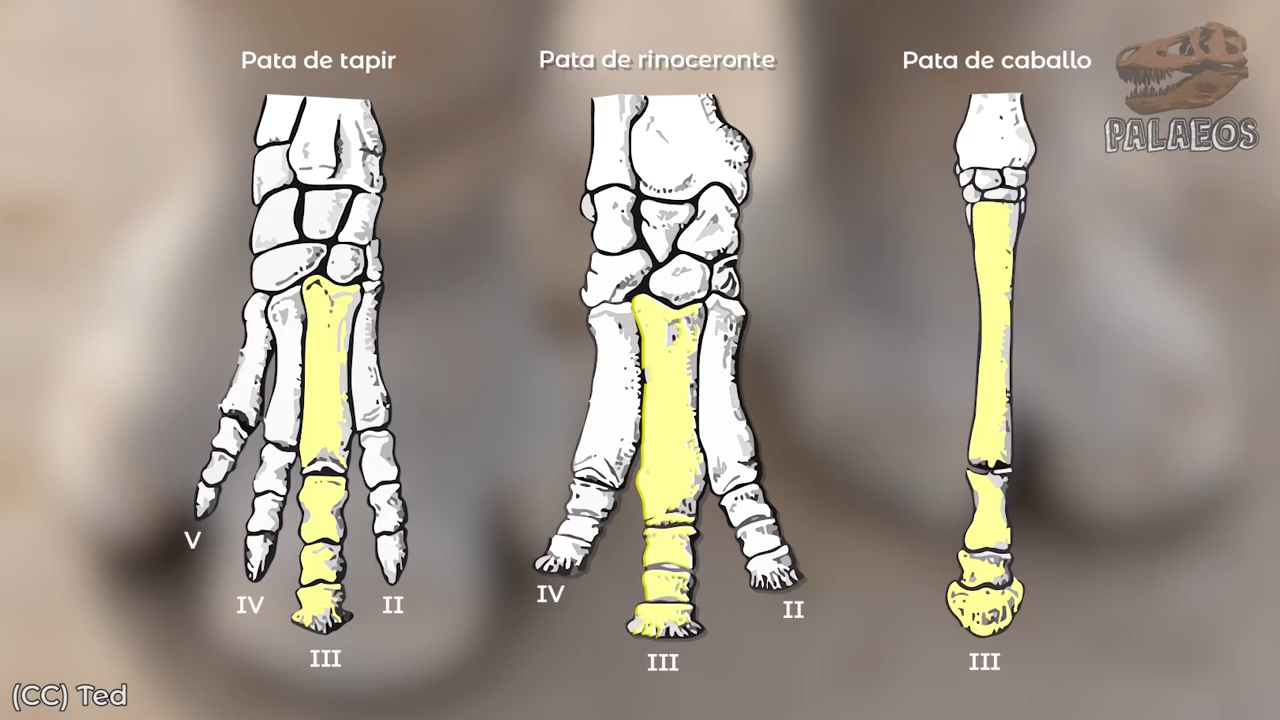 Pata de tapir
Pata de rinoceronte
Pata de caballo
PALAEOS
V
IV
III
II
IV
III
II
III
(CC) Ted